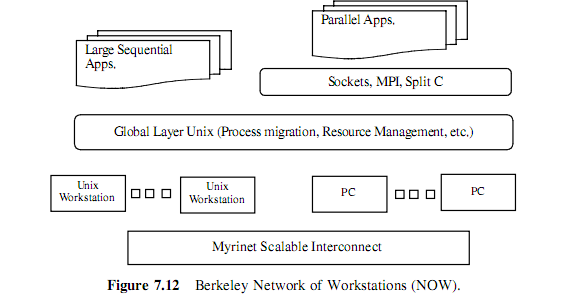 Parallel Apps.
Large Sequential
Apps.
Sockets, MPI, Split C
Global Layer Unix (Process migration, Resource Management, etc.)
Unix
Workstation
Unix
Workstation
PC
PC
Myrinet Scalable Interconnect
Figure 7.12 Berkeley Network of Workstations (NOW).